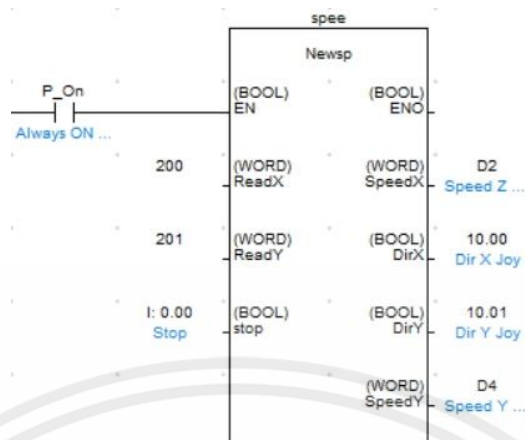 spee
Newsp
P_On
Always ON ...
(BOOL)
EN
(BOOL)
ENO
200
(WORD)
ReadX
(WORD)
SpeedX
D2
Speed Z ...
201
(WORD)
ReadY
(BOOL)
DirX
10.00
Dir X Joy
I: 0.00
Stop
(BOOL)
stop
(BOOL)
DirY
10.01
Dir Y Joy
(WORD)
SpeedY
D4
Speed Y ...